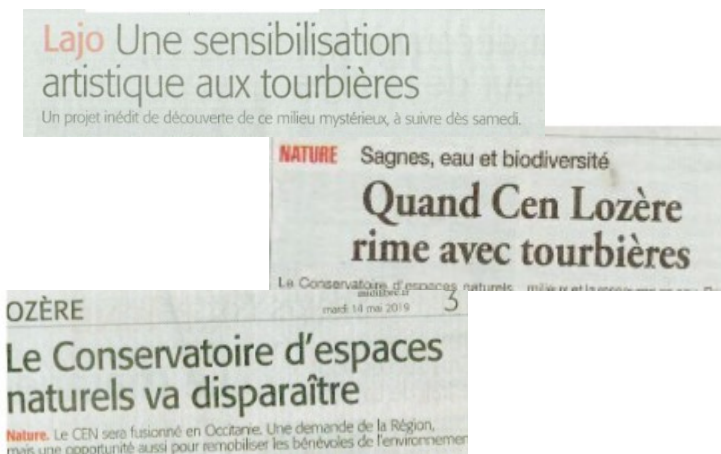 Lajo Une sensibilisation
artistique aux tourbières
Un projet inédit de découverte de ce milieu mystérieux, à suivre dès samedi.
NATURE Sagnes, eau et biodiversité
Quand Cen Lozère
rime avec tourbières
Le Conservatoire d'espaces naturels
OZÈRE
midilibre.fr
mardi 14 mai 2019 3
Le Conservatoire d'espaces
naturels va disparaître
Nature. Le CEN sera fusionné en Occitanie. Une demande de la Région,
mais une opportunité aussi pour remobiliser les bénévoles de l'environnemen